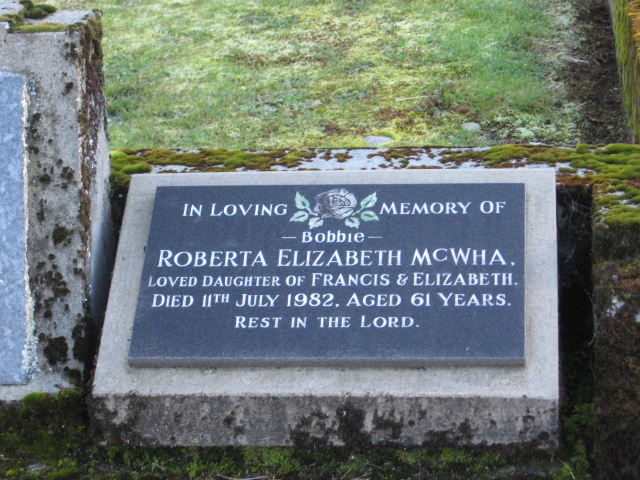 IN LOVING MEMORY OF
— BOBBIE —
ROBERTA ELIZABETH MCWHA.
LOVED DAUGHTER OF FRANCIS & ELIZABETH.
DIED 11TH JULY 1982, AGED 61 YEARS.
REST IN THE LORD.